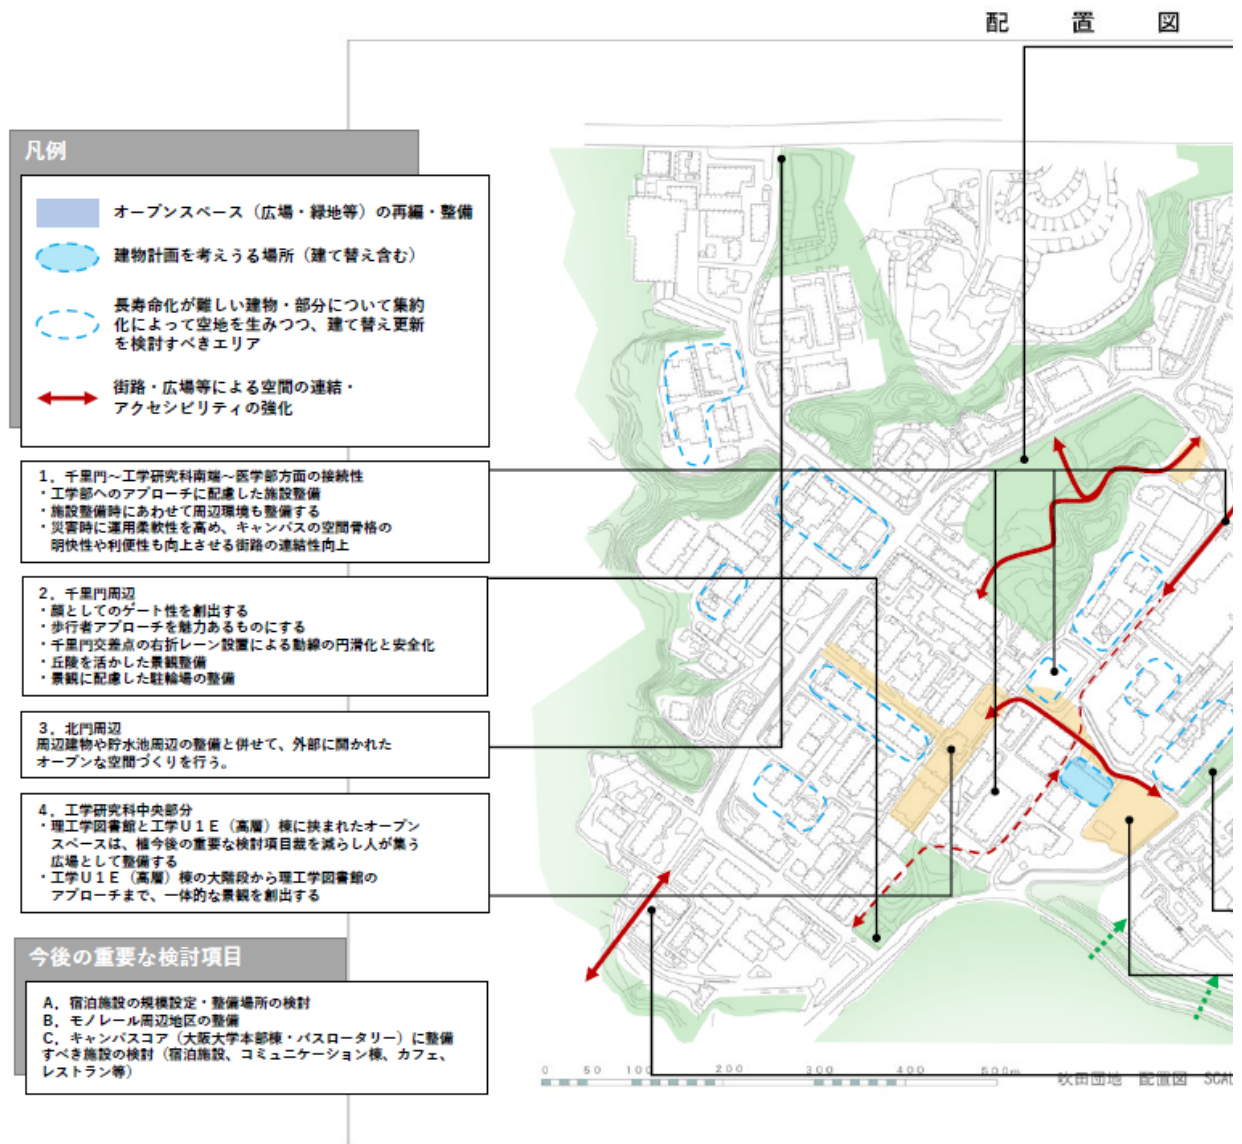 配置図
凡例
オープンスペース（広場・緑地等）の再編・整備
建物計画を考えうる場所（建て替え含む）
長寿命化が難しい建物・部分について集約
化によって空地を生みつつ、建て替え更新
を検討すべきエリア
街路・広場等による空間の連結・
アクセシビリティの強化
1．千里門～工学研究科南端～医学部方面の接続性
・工学部へのアプローチに配慮した施設整備
・施設整備時にあわせて周辺環境も整備する
・災害時に運用柔軟性を高め、キャンパスの空間骨格の
明快性や利便性も向上させる街路の連結性向上
2．千里門周辺
・顔としてのゲート性を創出する
・歩行者アプローチを魅力あるものにする
・千里門交差点の右折レーン設置による動線の円滑化と安全化
・丘陵を活かした景観整備
・景観に配慮した駐輪場の整備
3．北門周辺
周辺建物や貯水池周辺の整備と併せて、外部に開かれた
オープンな空間づくりを行う。
4．工学研究科中央部分
・理工学図書館と工学U1E（高層）棟に挟まれたオープン
スペースは、植今後の重要な検討項目裁を減らし人が集う
広場として整備する
・工学U1E（高層）棟の大階段から理工学図書館の
アプローチまで、一体的な景観を創出する
今後の重要な検討項目
A．宿泊施設の規模設定・整備場所の検討
B．モノレール周辺地区の整備
C．キャンパスコア（大阪大学本部棟・バスロータリー）に整備
すべき施設の検討（宿泊施設、コミュニケーション棟、カフェ、
レストラン等）
0 50 100 200 300 400 500m
吹田団地 配置図 SCAL